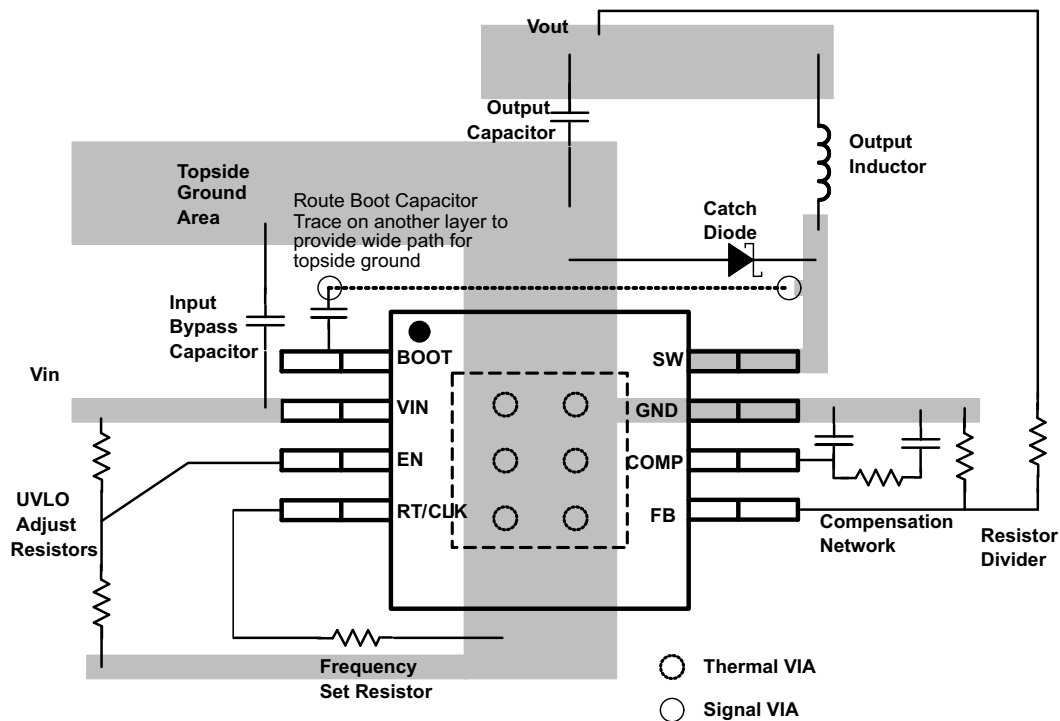 Vout
Output
Capacitor
Output
Inductor
Topside
Ground
Area
Route Boot Capacitor
Trace on another layer to
provide wide path for
topside ground
Catch
Diode
Input
Bypass
Capacitor
Vin
BOOT
SW
VIN
GND
EN
COMP
RT/CLK
FB
UVLO
Adjust
Resistors
Compensation
Network
Resistor
Divider
Frequency
Set Resistor
Thermal VIA
Signal VIA